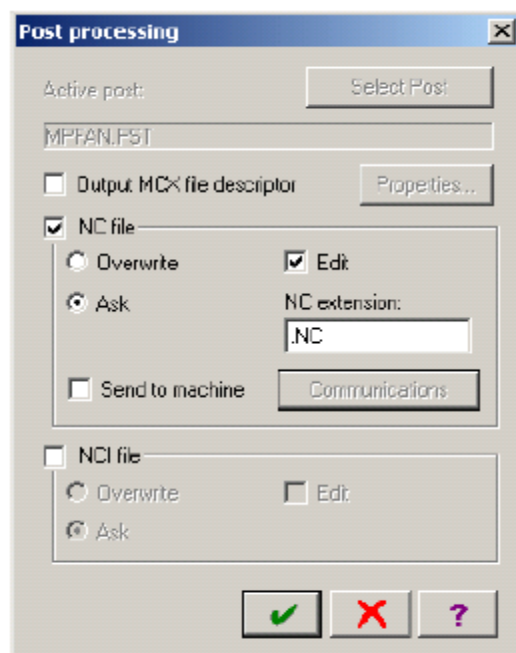 Post processing
Active post: Select Post
MPFAN.PST
Output MCX file descriptor Properties...
NC file
Overwrite Edit
Ask NC extension:
.NC
Send to machine Communications
NCI file
Overwrite Edit
Ask
?